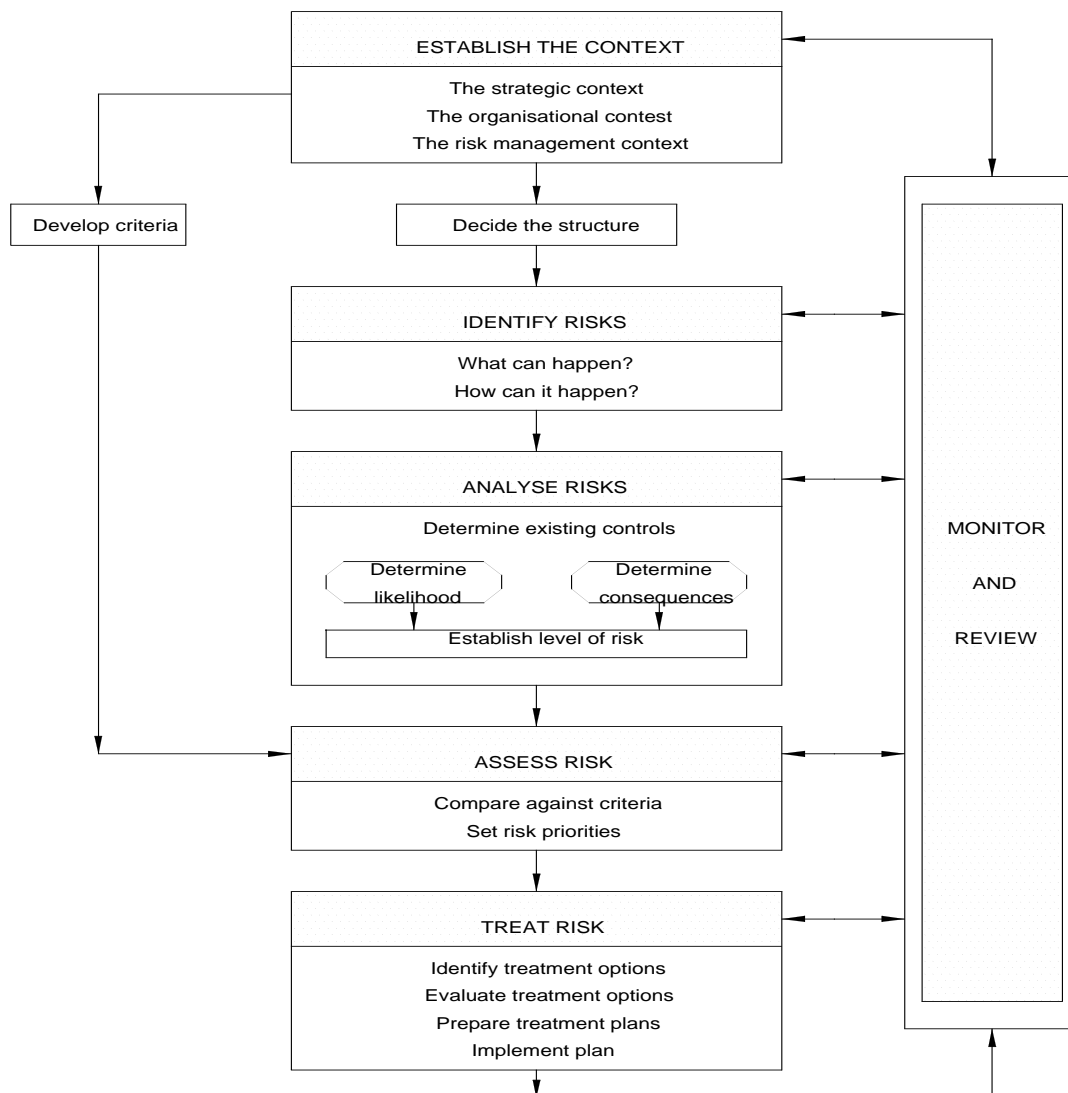 ESTABLISH THE CONTEXT
The strategic context
The organisational contest
The risk management context
Develop criteria
Decide the structure
IDENTIFY RISKS
What can happen?
How can it happen?
ANALYSE RISKS
Determine existing controls
Determine
likelihood
Determine
consequences
Establish level of risk
MONITOR
AND
REVIEW
ASSESS RISK
Compare against criteria
Set risk priorities
TREAT RISK
Identify treatment options
Evaluate treatment options
Prepare treatment plans
Implement plan